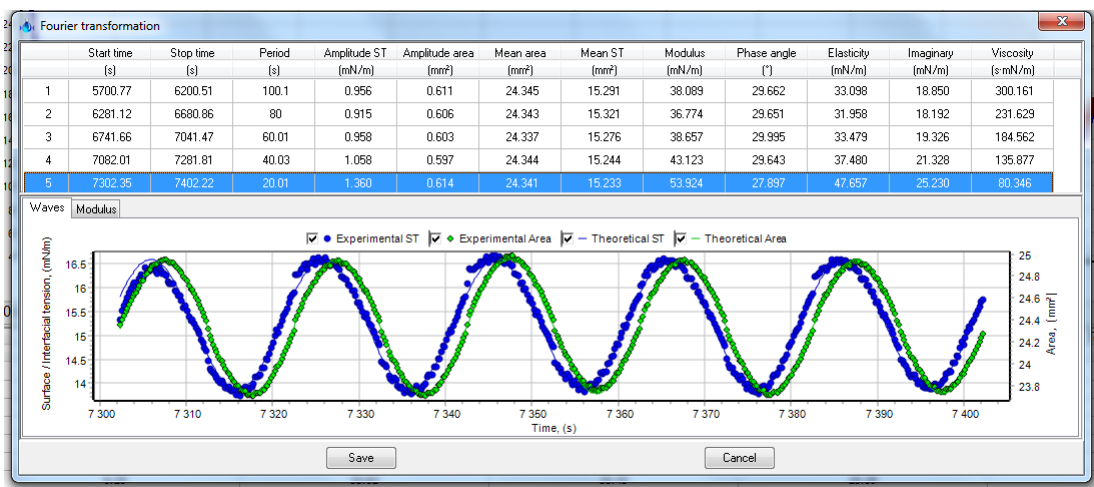 Fourier transformation
Start time Stop time Period Amplitude ST Amplitude area Mean area Mean ST Modulus Phase angle Elasticity Imaginary Viscosity
(s) (s) (s) (mN/m) (mm²) (mm²) (mm²) (mN/m) (°) (mN/m) (mN/m) (s·mN/m)
1 5700.77 6200.51 100.1 0.956 0.611 24.345 15.291 38.089 29.662 33.098 18.850 300.161
2 6281.12 6680.86 80 0.915 0.606 24.343 15.321 36.774 29.651 31.958 18.192 231.629
3 6741.66 7041.47 60.01 0.958 0.603 24.337 15.276 38.657 29.995 33.479 19.326 184.562
4 7082.01 7281.81 40.03 1.058 0.597 24.344 15.244 43.123 29.643 37.480 21.328 135.877
5 7302.35 7402.22 20.01 1.360 0.614 24.341 15.233 53.924 27.897 47.657 25.230 80.346
Waves Modulus
Experimental ST Experimental Area Theoretical ST Theoretical Area
Surface / Interfacial tension, (mN/m)
16.5
16
15.5
15
14.5
14
25
24.8
24.6
24.4
24.2
24
23.8
Area, (mm²)
7 300 7 310 7 320 7 330 7 340 7 350 7 360 7 370 7 380 7 390 7 400
Time, (s)
Save Cancel